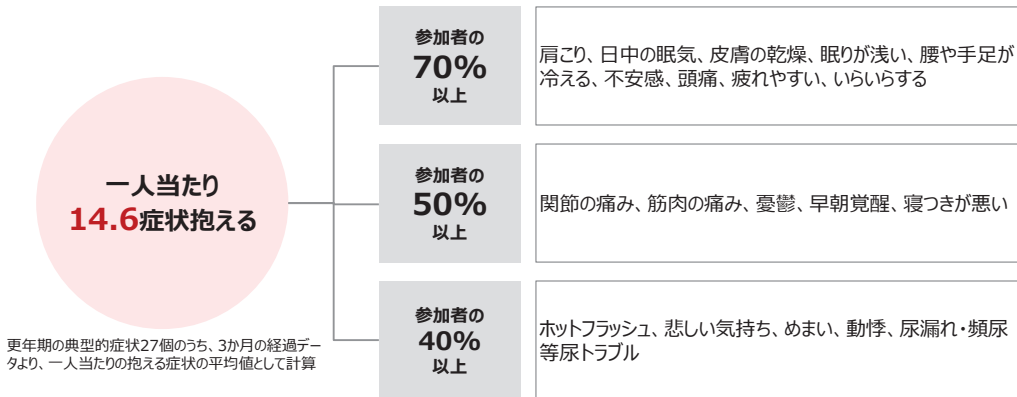 一人当たり
14.6症状抱える
更年期の典型的症状27個のうち、3か月の経過デー
タより、一人当たりの抱える症状の平均値として計算
参加者の
70%
以上
肩こり、日中の眠気、皮膚の乾燥、眠りが浅い、腰や手足が
冷える、不安感、頭痛、疲れやすい、いらいらする
参加者の
50%
以上
関節の痛み、筋肉の痛み、憂鬱、早朝覚醒、寝つきが悪い
参加者の
40%
以上
ホットフラッシュ、悲しい気持ち、めまい、動悸、尿漏れ・頻尿
等尿トラブル